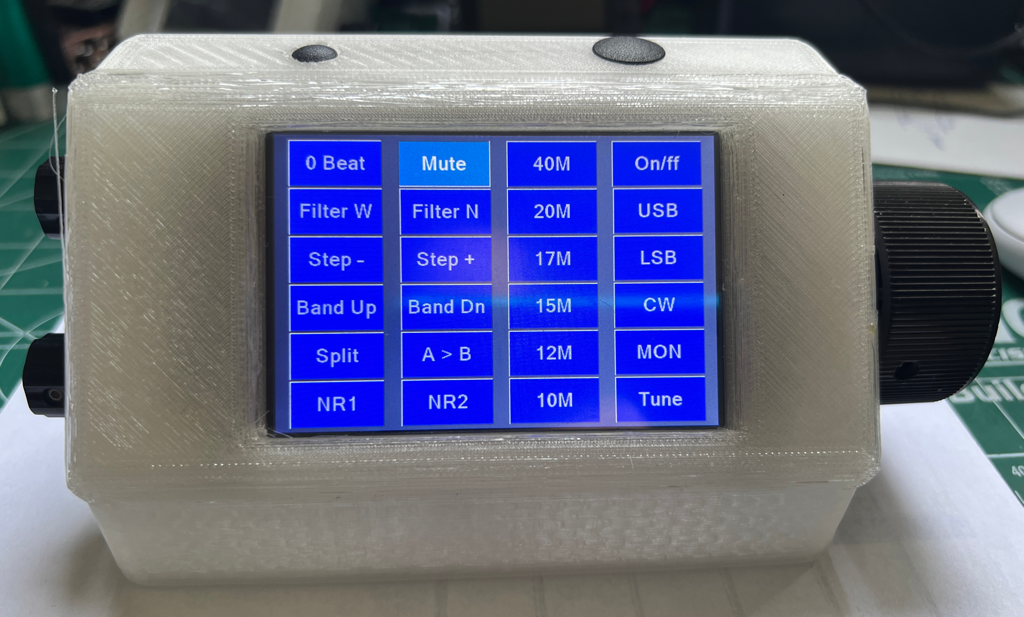 0 Beat Mute 40M On/ff
Filter W Filter N 20M USB
Step - Step + 17M LSB
Band Up Band Dn 15M CW
Split A > B 12M MON
NR1 NR2 10M Tune